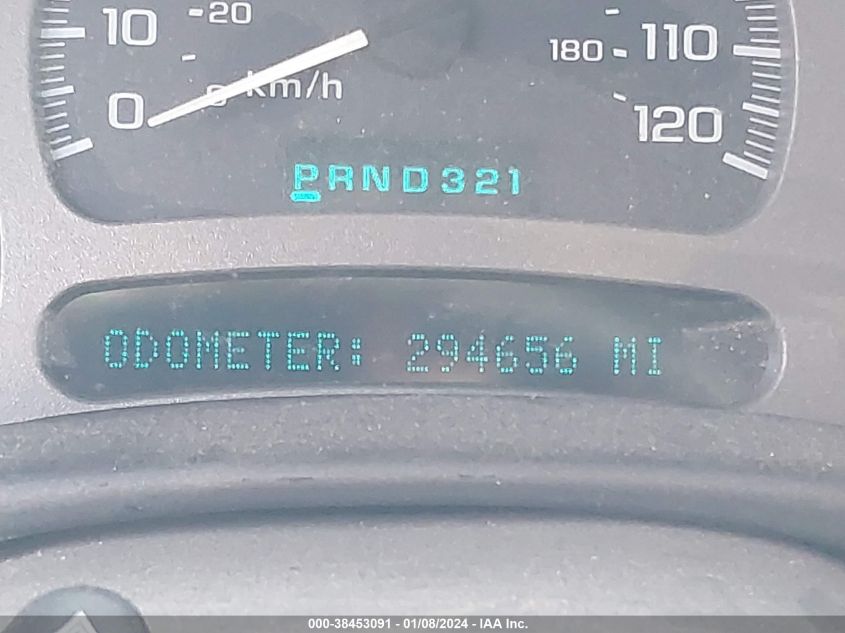 10 20
180 110
0 km/h
120
PRND321
ODOMETER: 294656 MI
000-38453091 - 01/08/2024 - IAA Inc.